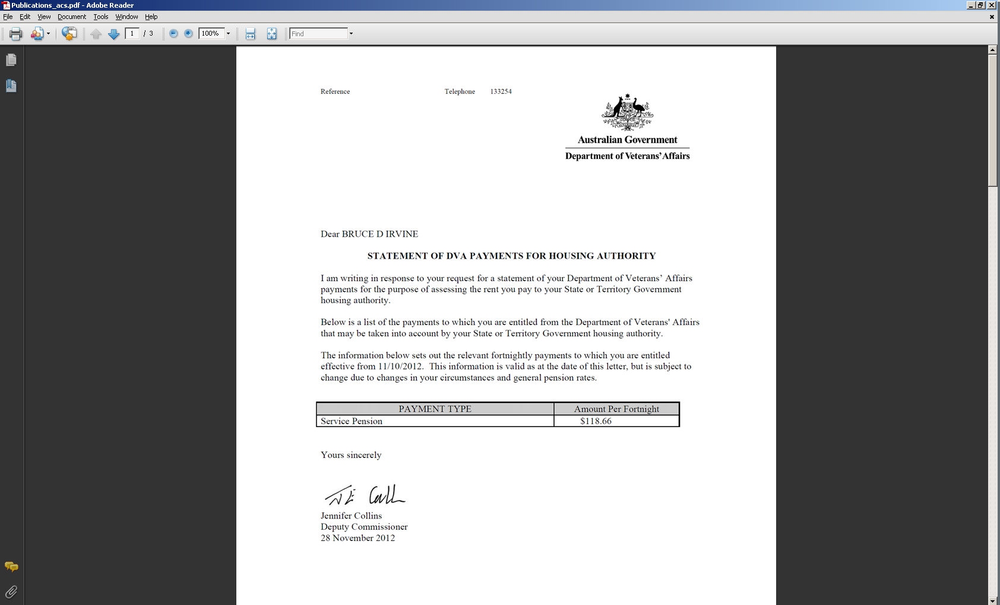 Publications_acs.pdf - Adobe Reader
File Edit View Document Tools Window Help
1 / 3 100% Find
Reference Telephone 133254
AUSTRALIA
Australian Government
Department of Veterans' Affairs
Dear BRUCE D IRVINE
STATEMENT OF DVA PAYMENTS FOR HOUSING AUTHORITY
I am writing in response to your request for a statement of your Department of Veterans’ Affairs
payments for the purpose of assessing the rent you pay to your State or Territory Government
housing authority.
Below is a list of the payments to which you are entitled from the Department of Veterans' Affairs
that may be taken into account by your State or Territory Government housing authority.
The information below sets out the relevant fortnightly payments to which you are entitled
effective from 11/10/2012.  This information is valid as at the date of this letter, but is subject to
change due to changes in your circumstances and general pension rates.
PAYMENT TYPE Amount Per Fortnight
Service Pension $118.66
Yours sincerely
Jennifer Collins
Deputy Commissioner
28 November 2012